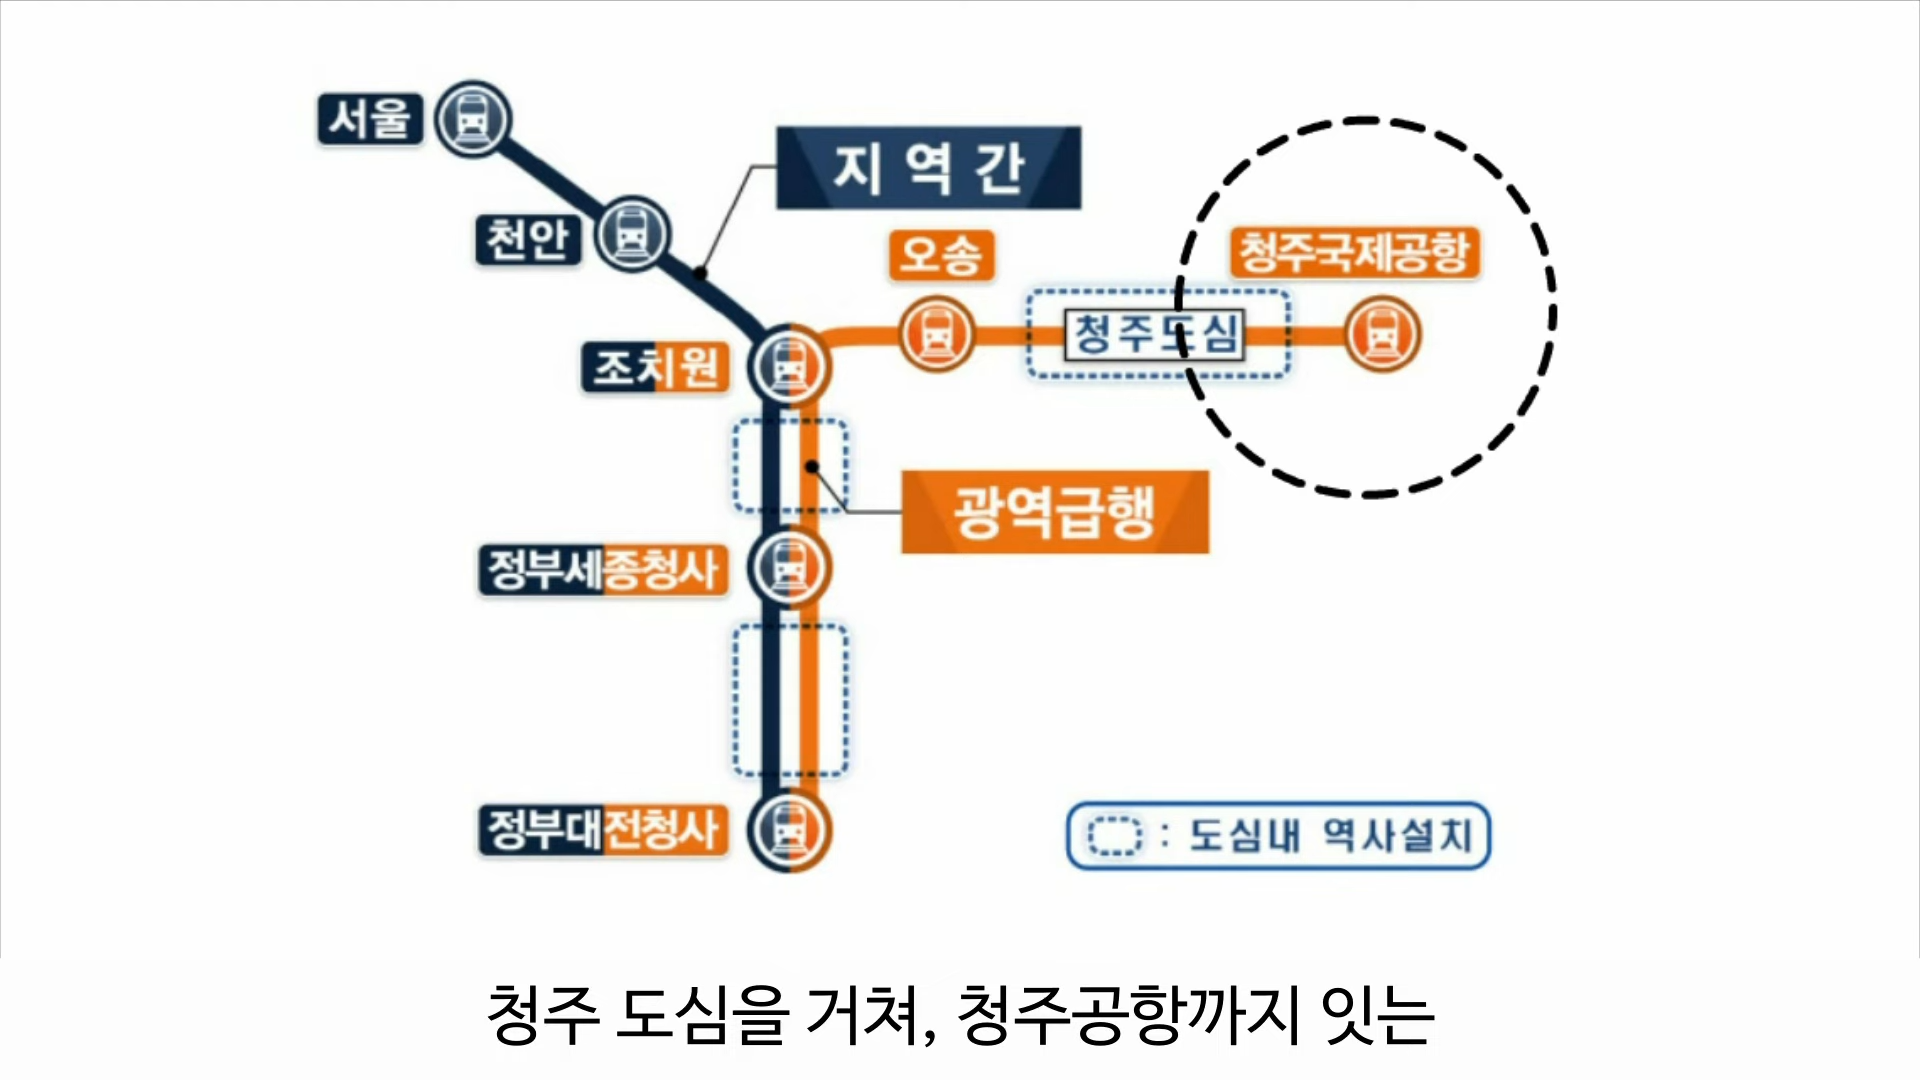 서울
지역간
천안
오송
청주국제공항
청주도심
조치원
광역급행
정부세종청사
정부대전청사
: 도심내 역사설치
청주 도심을 거쳐, 청주공항까지 잇는